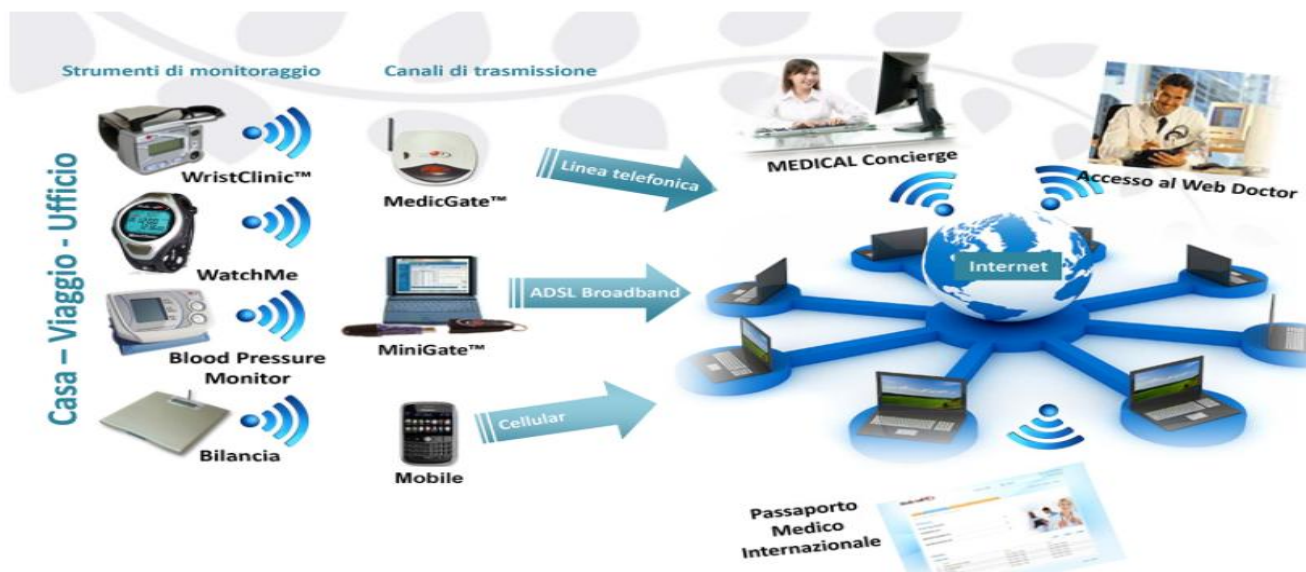 Strumenti di monitoraggio
Canali di trasmissione
Casa – Viaggio - Ufficio
WristClinic™
WatchMe
Blood Pressure
Monitor
Bilancia
MedicGate™
MiniGate™
Mobile
Linea telefonica
ADSL Broadband
Cellular
MEDICAL Concierge
Accesso al Web Doctor
Internet
Passaporto
Medico
Internazionale